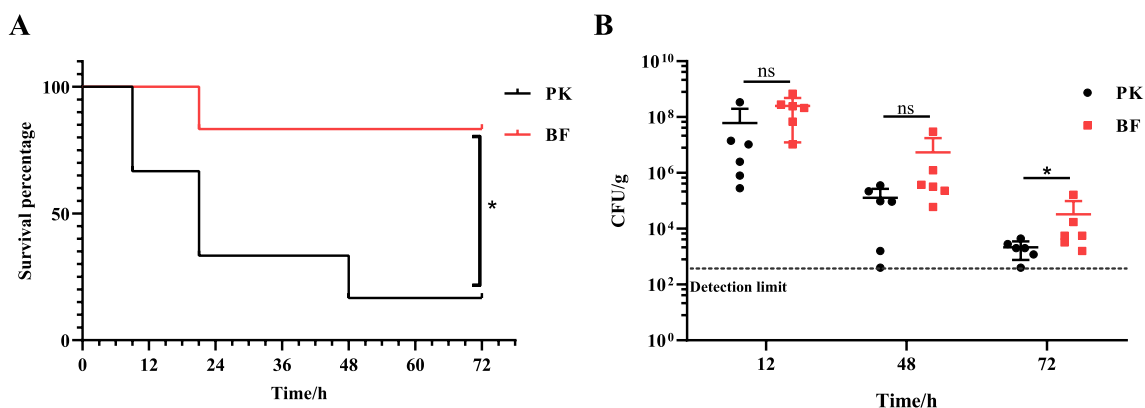 A
Survival percentage
100
50
0
0 12 24 36 48 60 72
Time/h
PK
BF
*
B
CFU/g
10^10
10^8
10^6
10^4
10^2
10^0
ns
ns
*
Detection limit
12 48 72
Time/h
PK
BF